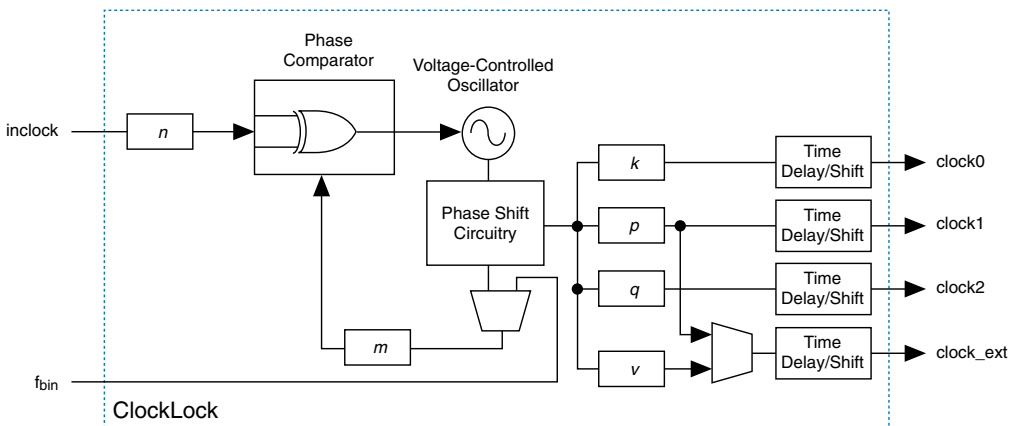 Phase
Comparator
Voltage-Controlled
Oscillator
inclock
n
Phase Shift
Circuitry
k
Time
Delay/Shift
clock0
p
Time
Delay/Shift
clock1
q
Time
Delay/Shift
clock2
m
v
Time
Delay/Shift
clock_ext
fbin
ClockLock